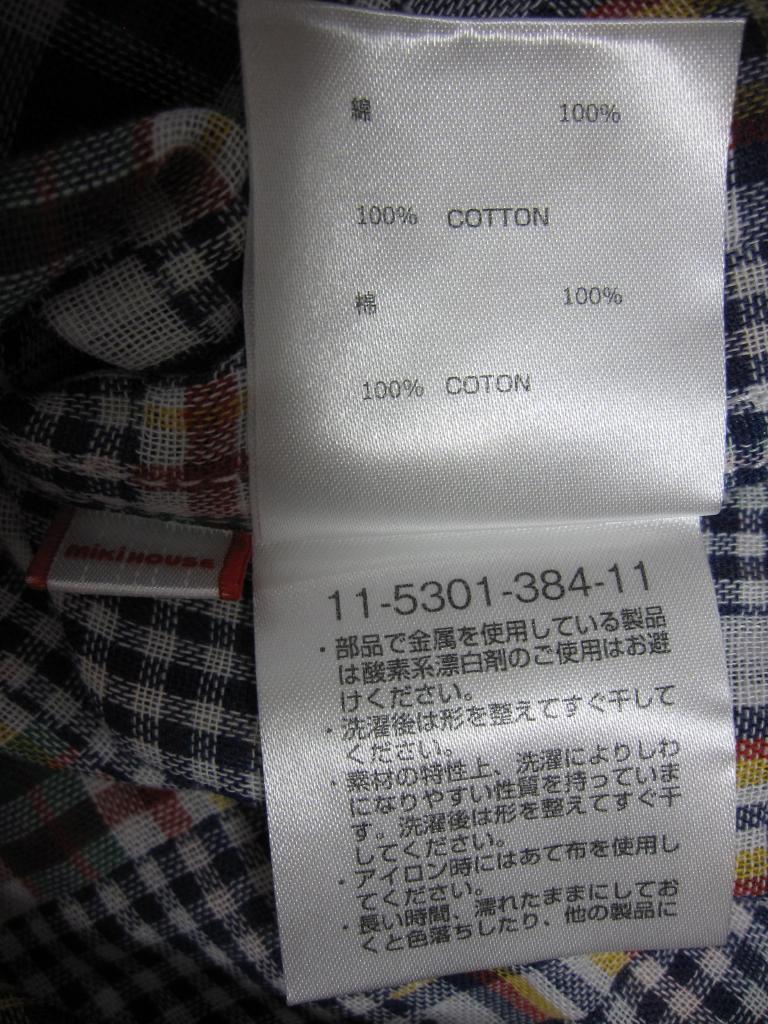 綿 100%
100% COTTON
棉 100%
100% COTON
miKiHOUSE
11-5301-384-11
・部品で金属を使用している製品
は酸素系漂白剤のご使用はお避
けください。
・洗濯後は形を整えてすぐ干して
ください。
・素材の特性上、洗濯によりしわ
になりやすい性質を持っていま
す。洗濯後は形を整えてすぐ干
してください。
・アイロン時にはあて布を使用し
てください。
・長い時間、濡れたままにしてお
くと色落ちしたり、他の製品に